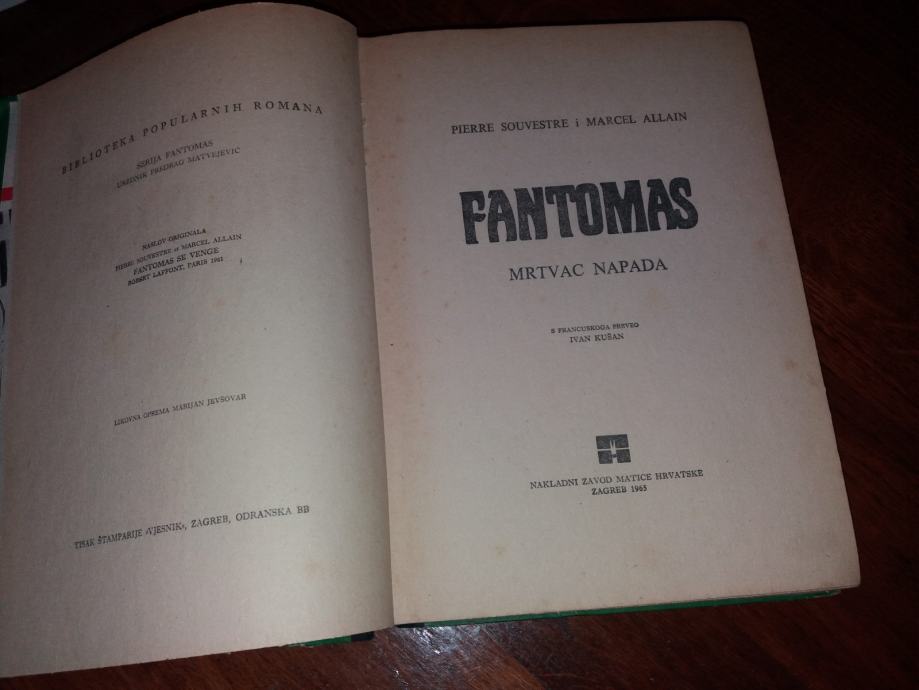 BIBLIOTEKA POPULARNIH ROMANA
SERIJA FANTOMAS
UREDNIK PREDRAG MATVEJEVIĆ
NASLOV ORIGINALA
PIERRE SOUVESTRE et MARCEL ALLAIN
FANTOMAS SE VENGE
ROBERT LAFFONT, PARIS 1961
LIKOVNA OPREMA MARIJAN JEVŠOVAR
TISAK ŠTAMPARIJE »VJESNIK«, ZAGREB, ODRANSKA BB
PIERRE SOUVESTRE i MARCEL ALLAIN
FANTOMAS
MRTVAC NAPADA
S FRANCUSKOGA PREVEO
IVAN KUŠAN
NAKLADNI ZAVOD MATICE HRVATSKE
ZAGREB 1965